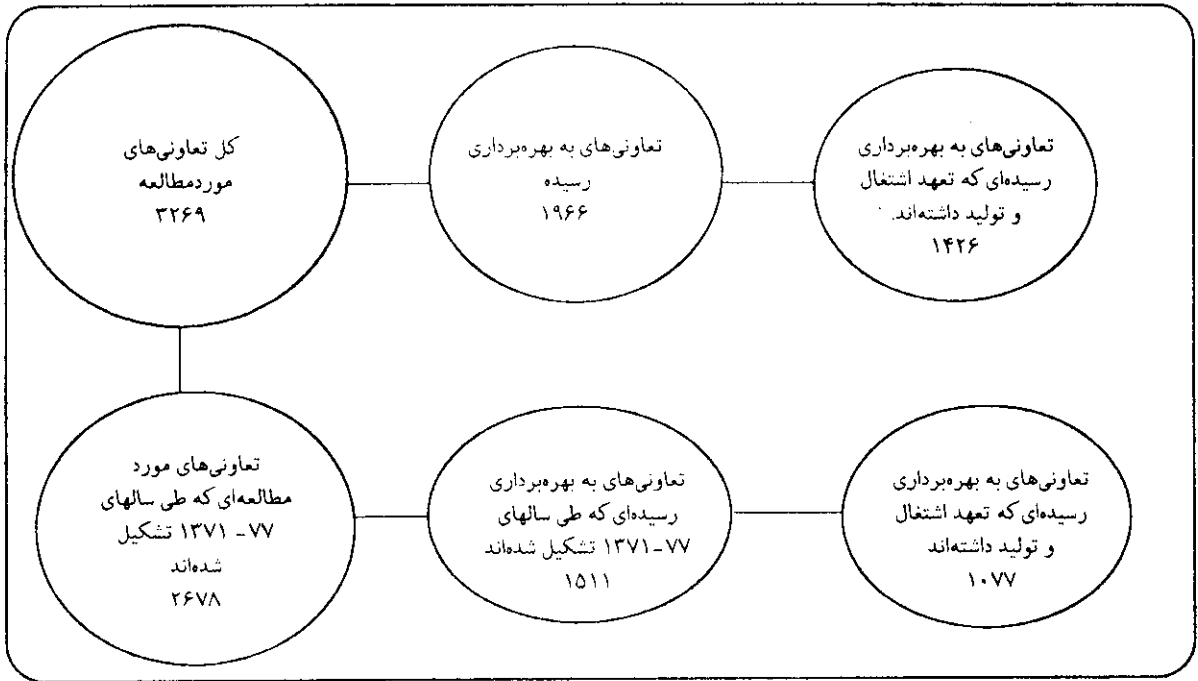 کل تعاونی‌های
موردمطالعه
۳۲۶۹
تعاونی‌های به بهره‌برداری
رسیده
۱۹۶۶
تعاونی‌های به بهره‌برداری
رسیده‌ای که تعهد اشتغال
و تولید داشته‌اند.
۱۴۲۶
تعاونی‌های مورد
مطالعه‌ای که طی سالهای
۷۷ - ۱۳۷۱ تشکیل
شده‌اند
۲۶۷۸
تعاونی‌های به بهره‌برداری
رسیده‌ای که طی سالهای
۷۷-۱۳۷۱ تشکیل شده‌اند
۱۵۱۱
تعاونی‌های به بهره‌برداری
رسیده‌ای که تعهد اشتغال
و تولید داشته‌اند
۱۰۷۷